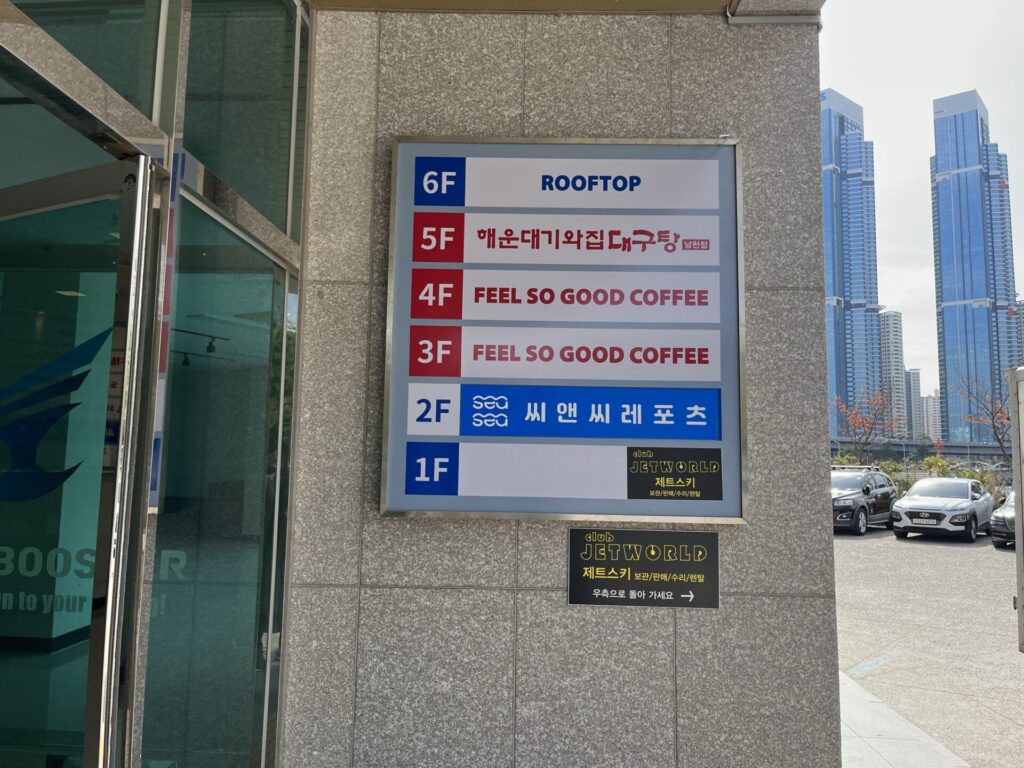 6F ROOFTOP
5F 해운대기와집대구탕 남천점
4F FEEL SO GOOD COFFEE
3F FEEL SO GOOD COFFEE
2F sea sea 씨앤씨레포츠
1F club
JETWORLD
제트스키
보관/판매/수리/렌탈
club
JETWORLD
제트스키 보관/판매/수리/렌탈
우측으로 돌아 가세요 →